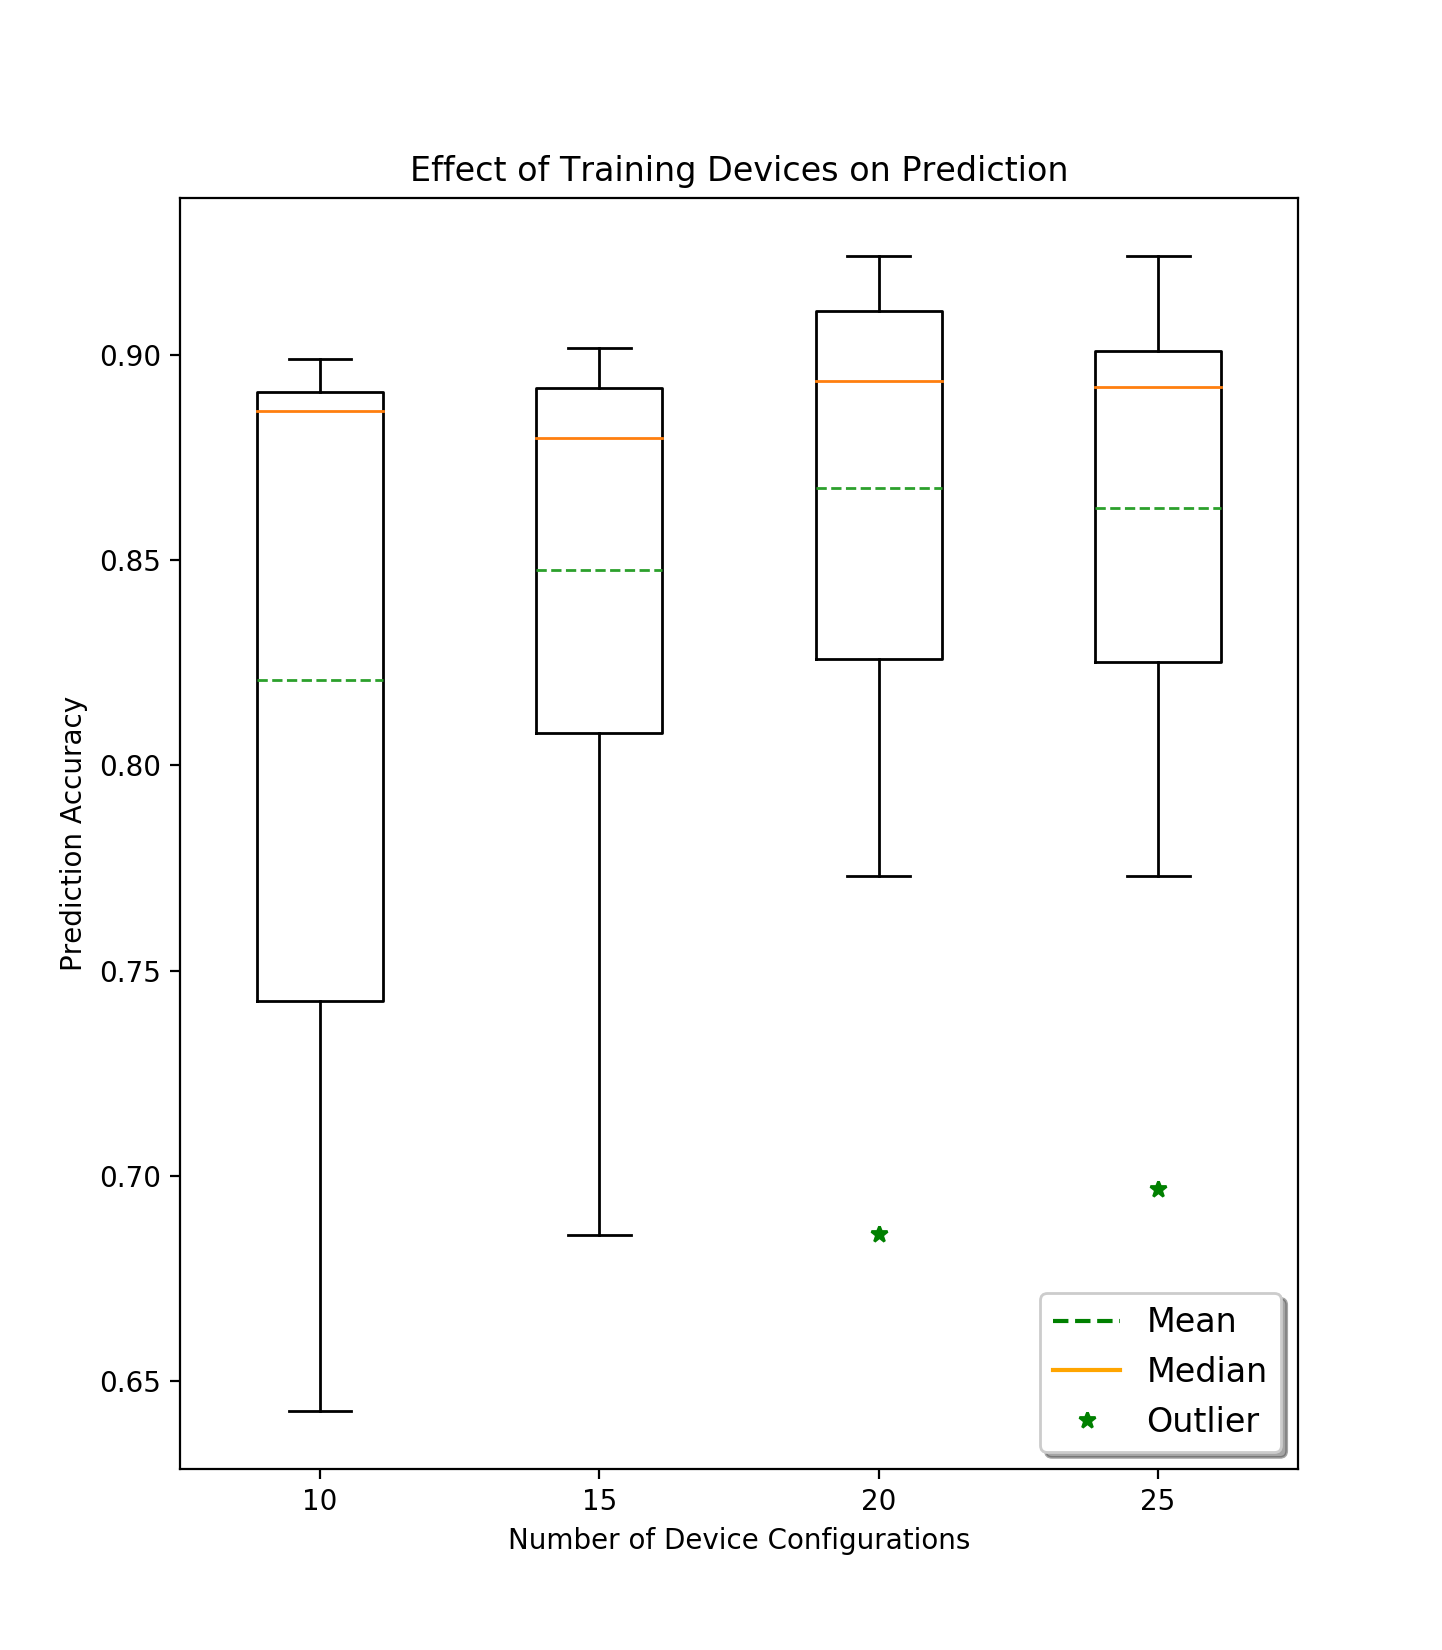 Effect of Training Devices on Prediction
0.90
0.85
0.80
0.75
0.70
0.65
Prediction Accuracy
Mean
Median
Outlier
10 15 20 25
Number of Device Configurations